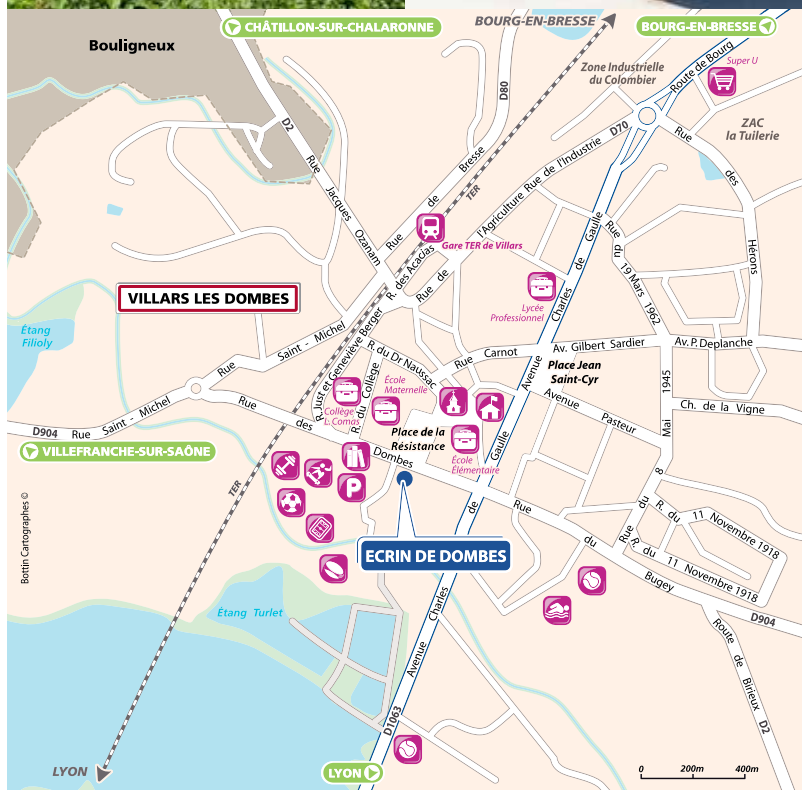 CHÂTILLON-SUR-CHALARONNE
BOURG-EN-BRESSE
BOURG-EN-BRESSE
Bouligneux
Zone Industrielle
du Colombier
Route de Bourg
Super U
ZAC
la Tuilerie
D80
D2
D70
Rue Jacques Ozanam
Rue de Bresse
TER
Rue de l'Agriculture
Rue de l'Industrie
Rue des Hérons
Gare TER de Villars
R. des Acacias
Rue du 19 Mars 1962
Lycée
Professionnel
VILLARS LES DOMBES
Étang
Filioly
Rue Saint-Michel
R. Just et Geneviève Berger
R. du Dr Naussac
Rue Carnot
Av. Gilbert Sardier
Av. P. Deplanche
Place Jean
Saint-Cyr
Avenue Charles de Gaulle
Avenue Pasteur
Collège
L. Comas
R. du Collège
École
Maternelle
Place de la
Résistance
École
Élémentaire
Ch. de la Vigne
D904
Rue Saint-Michel
Rue des Dombes
VILLEFRANCHE-SUR-SAÔNE
TER
P
Rue du 8 Mai 1945
R. du 11 Novembre 1918
R. du 11 Novembre 1918
Rue du Bugey
ECRIN DE DOMBES
Bottin Cartographes ©
Étang Turlet
Avenue Charles de Gaulle
D904
Route de Birieux
D2
D1063
LYON
LYON
0 200m 400m